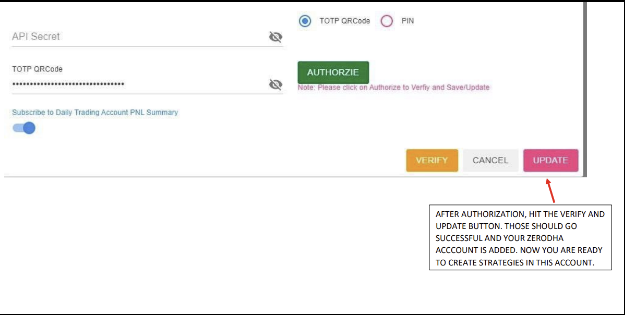 TOTP QRCode PIN
API Secret
TOTP QRCode
••••••••••••••••••••••••••••••••
AUTHORZIE
Note: Please click on Authorize to Verfiy and Save/Update
Subscribe to Daily Trading Account PNL Summary
VERIFY CANCEL UPDATE
AFTER AUTHORIZATION, HIT THE VERIFY AND
UPDATE BUTTON. THOSE SHOULD GO
SUCCESSFUL AND YOUR ZERODHA
ACCCOUNT IS ADDED. NOW YOU ARE READY
TO CREATE STRATEGIES IN THIS ACCOUNT.